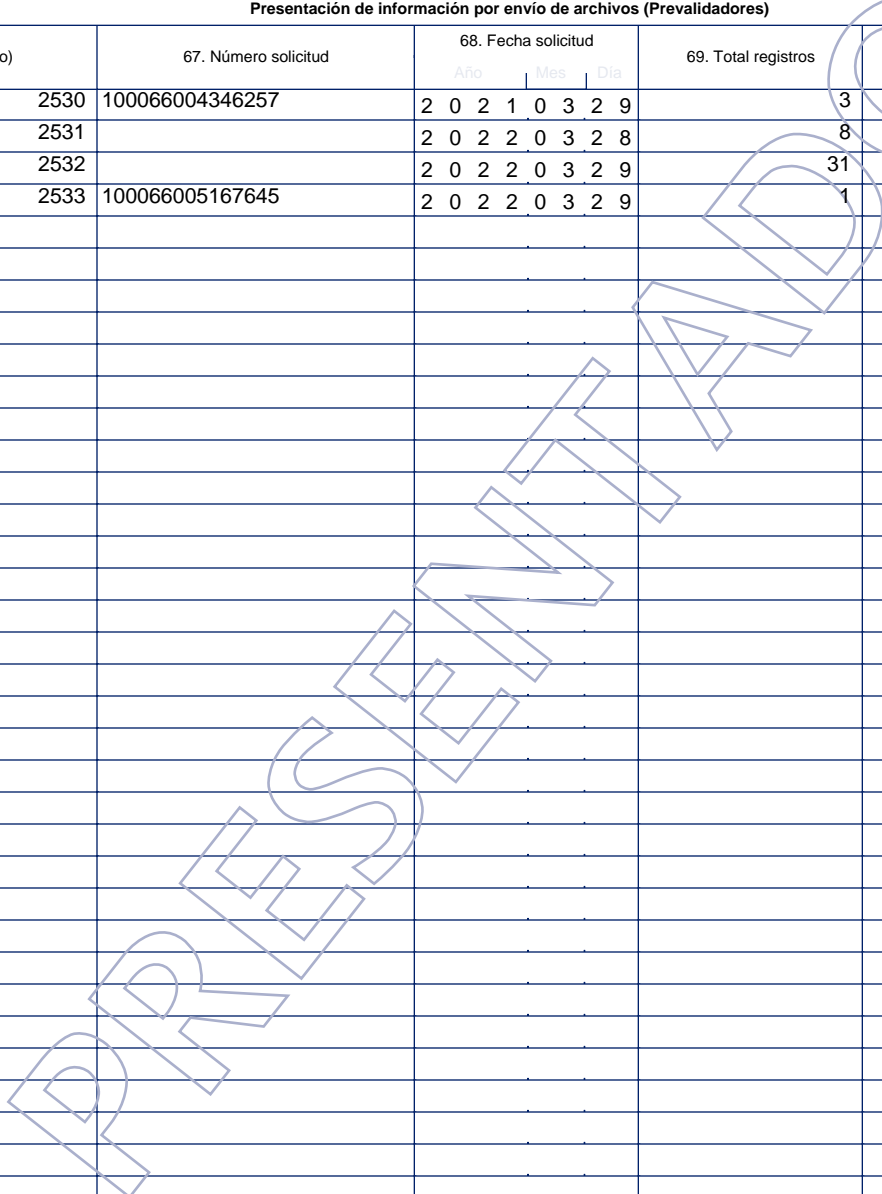 Presentación de información por envío de archivos (Prevalidadores)
o) 67. Número solicitud 68. Fecha solicitud 69. Total registros
Año Mes Día
2530 100066004346257 2 0 2 1 0 3 2 9 3
2531 2 0 2 2 0 3 2 8 8
2532 2 0 2 2 0 3 2 9 31
2533 100066005167645 2 0 2 2 0 3 2 9 1
PRESENTADO